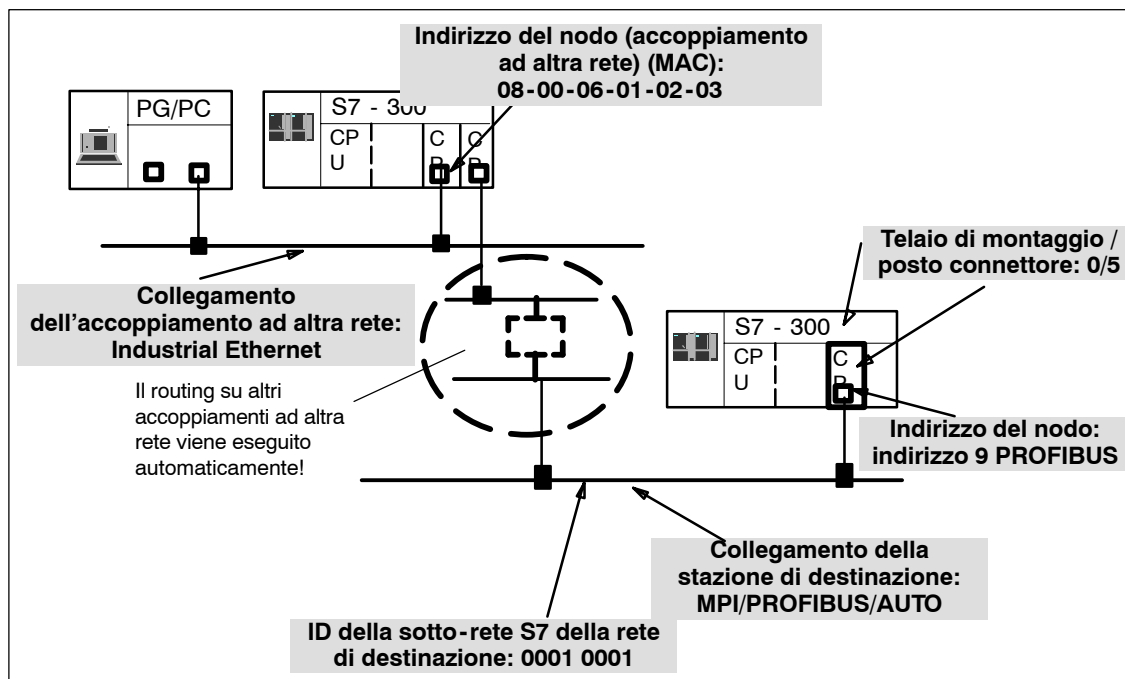 Indirizzo del nodo (accoppiamento
ad altra rete) (MAC):
08-00-06-01-02-03
PG/PC
S7 - 300
CP
U
C
C
Telaio di montaggio /
posto connettore: 0/5
Collegamento
dell'accoppiamento ad altra rete:
Industrial Ethernet
S7 - 300
CP
U
C
Il routing su altri
accoppiamenti ad altra
rete viene eseguito
automaticamente!
Indirizzo del nodo:
indirizzo 9 PROFIBUS
Collegamento della
stazione di destinazione:
MPI/PROFIBUS/AUTO
ID della sotto-rete S7 della rete
di destinazione: 0001 0001